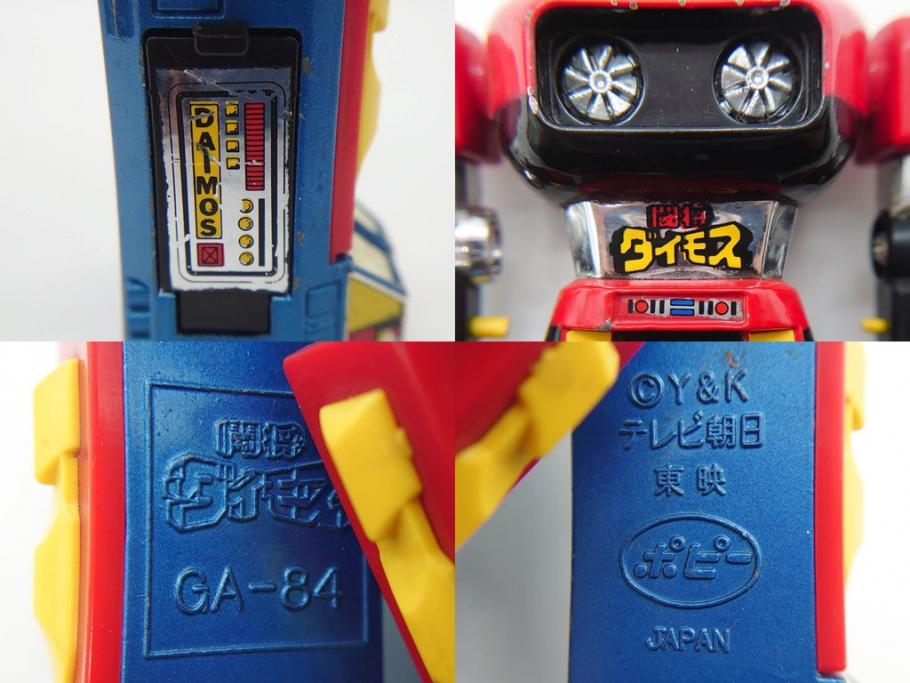 DAIMOS
闘将
ダイモス
闘将
ダイモス
GA-84
©Y&K
テレビ朝日
東映
ポピー
JAPAN